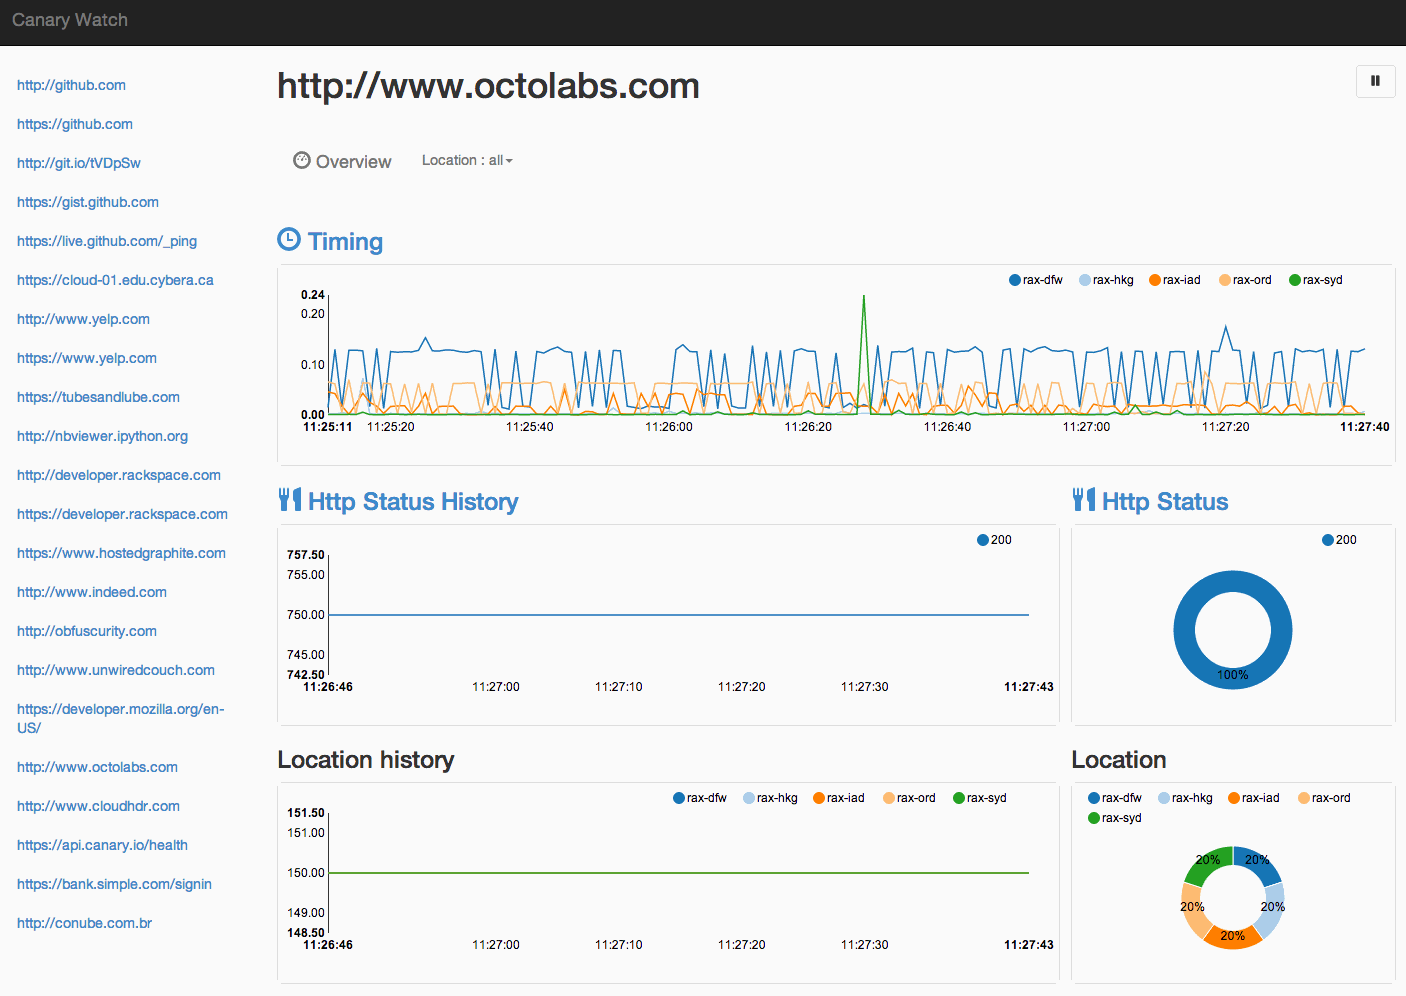 Canary Watch
http://github.com
https://github.com
http://git.io/tVDpSw
https://gist.github.com
https://live.github.com/_ping
https://cloud-01.edu.cybera.ca
http://www.yelp.com
https://www.yelp.com
https://tubesandlube.com
http://nbviewer.ipython.org
http://developer.rackspace.com
https://developer.rackspace.com
https://www.hostedgraphite.com
http://www.indeed.com
http://obfuscurity.com
http://www.unwiredcouch.com
https://developer.mozilla.org/en-
US/
http://www.octolabs.com
http://www.cloudhdr.com
https://api.canary.io/health
https://bank.simple.com/signin
http://conube.com.br
http://www.octolabs.com
Overview Location : all
Timing
rax-dfw rax-hkg rax-iad rax-ord rax-syd
0.24
0.20
0.10
0.00
11:25:11 11:25:20 11:25:40 11:26:00 11:26:20 11:26:40 11:27:00 11:27:20 11:27:40
Http Status History
200
757.50
755.00
750.00
745.00
742.50
11:26:46 11:27:00 11:27:10 11:27:20 11:27:30 11:27:43
Http Status
200
100%
Location history
rax-dfw rax-hkg rax-iad rax-ord rax-syd
151.50
151.00
150.00
149.00
148.50
11:26:46 11:27:00 11:27:10 11:27:20 11:27:30 11:27:43
Location
rax-dfw rax-hkg rax-iad rax-ord
rax-syd
20% 20%
20% 20%
20%